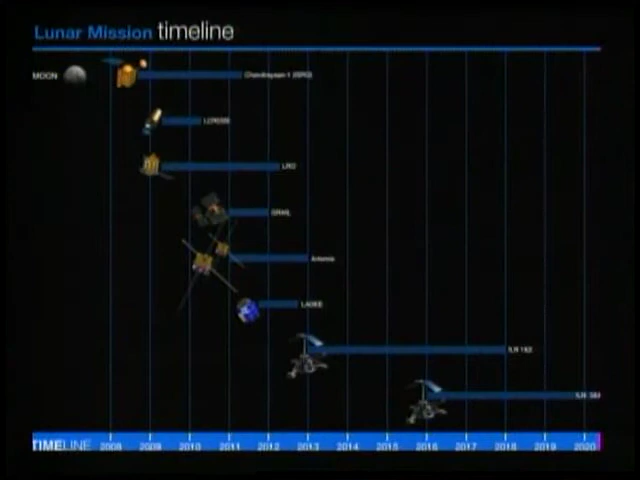 Lunar Mission timeline
MOON
Chandrayaan-1 (ISRO)
LCROSS
LRO
GRAIL
Artemis
LADEE
ILN 1&2
TIMELINE 2008 2009 2010 2011 2012 2013 2014 2015 2016 2017 2018 2019 2020